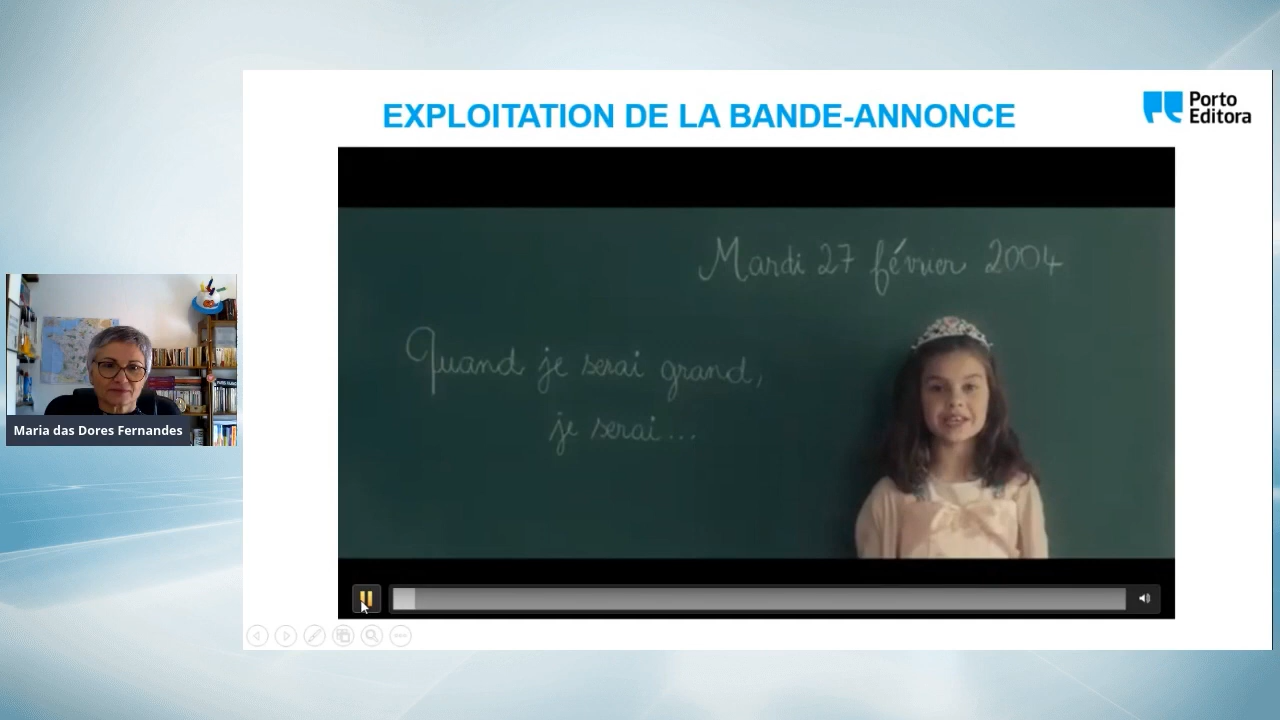 EXPLOITATION DE LA BANDE-ANNONCE
Porto
Editora
Mardi 27 février 2004
Quand je serai grand,
je serai...
Maria das Dores Fernandes